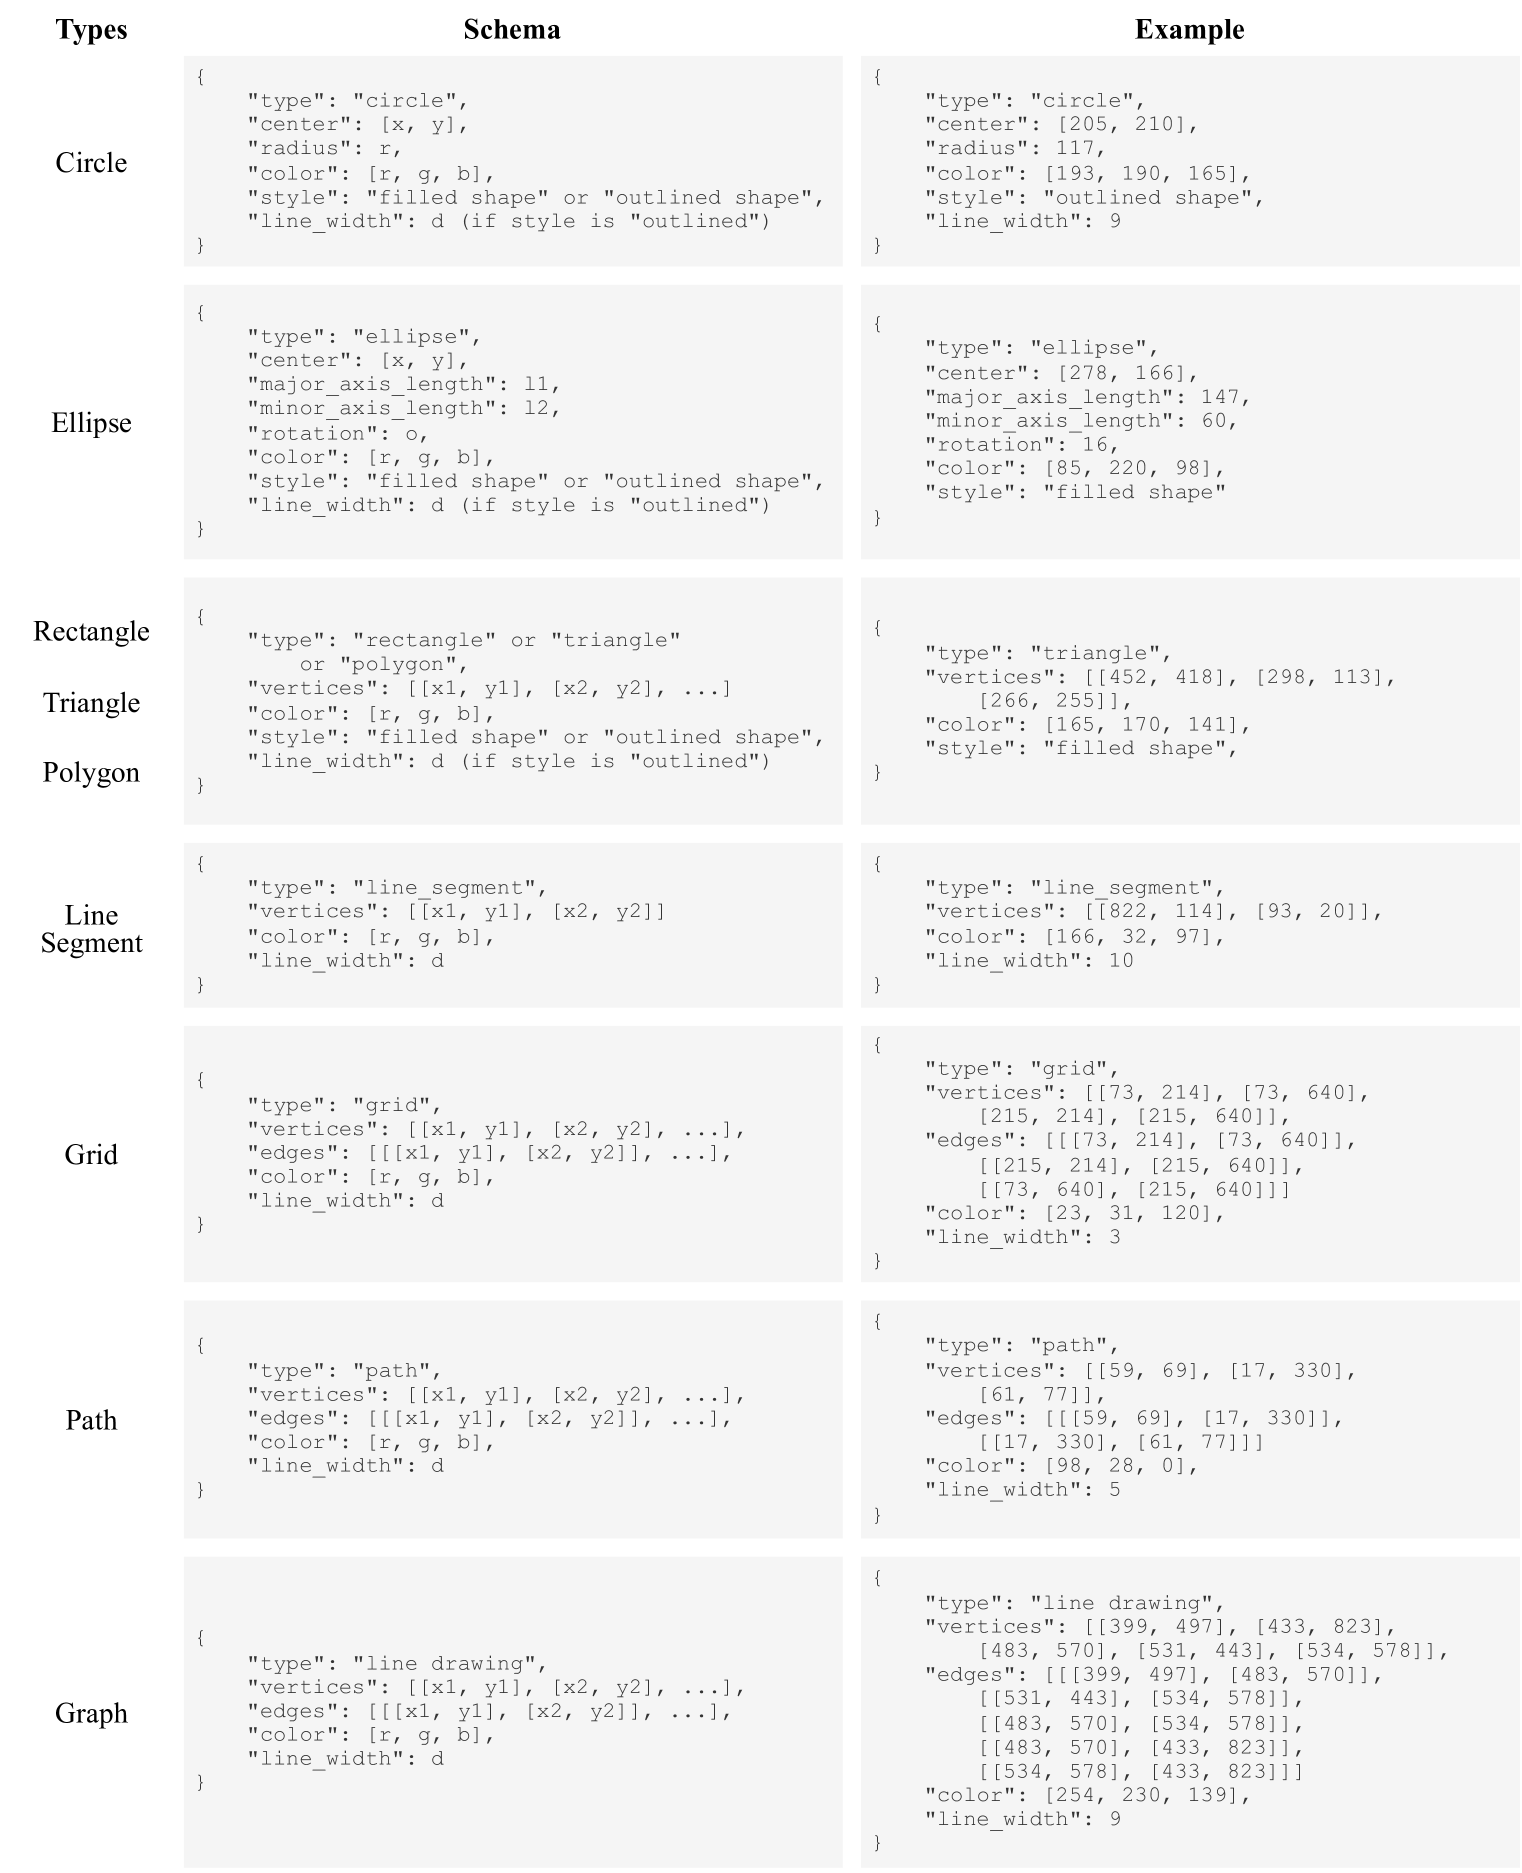 Types Schema Example
Circle
{
"type": "circle",
"center": [x, y],
"radius": r,
"color": [r, g, b],
"style": "filled shape" or "outlined shape",
"line_width": d (if style is "outlined")
}
{
"type": "circle",
"center": [205, 210],
"radius": 117,
"color": [193, 190, 165],
"style": "outlined shape",
"line_width": 9
}
Ellipse
{
"type": "ellipse",
"center": [x, y],
"major_axis_length": l1,
"minor_axis_length": l2,
"rotation": o,
"color": [r, g, b],
"style": "filled shape" or "outlined shape",
"line_width": d (if style is "outlined")
}
{
"type": "ellipse",
"center": [278, 166],
"major_axis_length": 147,
"minor_axis_length": 60,
"rotation": 16,
"color": [85, 220, 98],
"style": "filled shape"
}
Rectangle
Triangle
Polygon
{
"type": "rectangle" or "triangle"
or "polygon",
"vertices": [[x1, y1], [x2, y2], ...]
"color": [r, g, b],
"style": "filled shape" or "outlined shape",
"line_width": d (if style is "outlined")
}
{
"type": "triangle",
"vertices": [[452, 418], [298, 113],
[266, 255]],
"color": [165, 170, 141],
"style": "filled shape",
}
Line
Segment
{
"type": "line_segment",
"vertices": [[x1, y1], [x2, y2]]
"color": [r, g, b],
"line_width": d
}
{
"type": "line_segment",
"vertices": [[822, 114], [93, 20]],
"color": [166, 32, 97],
"line_width": 10
}
Grid
{
"type": "grid",
"vertices": [[x1, y1], [x2, y2], ...],
"edges": [[[x1, y1], [x2, y2]], ...],
"color": [r, g, b],
"line_width": d
}
{
"type": "grid",
"vertices": [[73, 214], [73, 640],
[215, 214], [215, 640]],
"edges": [[[73, 214], [73, 640]],
[[215, 214], [215, 640]],
[[73, 640], [215, 640]]]
"color": [23, 31, 120],
"line_width": 3
}
Path
{
"type": "path",
"vertices": [[x1, y1], [x2, y2], ...],
"edges": [[[x1, y1], [x2, y2]], ...],
"color": [r, g, b],
"line_width": d
}
{
"type": "path",
"vertices": [[59, 69], [17, 330],
[61, 77]],
"edges": [[[59, 69], [17, 330]],
[[17, 330], [61, 77]]]
"color": [98, 28, 0],
"line_width": 5
}
Graph
{
"type": "line drawing",
"vertices": [[x1, y1], [x2, y2], ...],
"edges": [[[x1, y1], [x2, y2]], ...],
"color": [r, g, b],
"line_width": d
}
{
"type": "line drawing",
"vertices": [[399, 497], [433, 823],
[483, 570], [531, 443], [534, 578]],
"edges": [[[399, 497], [483, 570]],
[[531, 443], [534, 578]],
[[483, 570], [534, 578]],
[[483, 570], [433, 823]],
[[534, 578], [433, 823]]]
"color": [254, 230, 139],
"line_width": 9
}